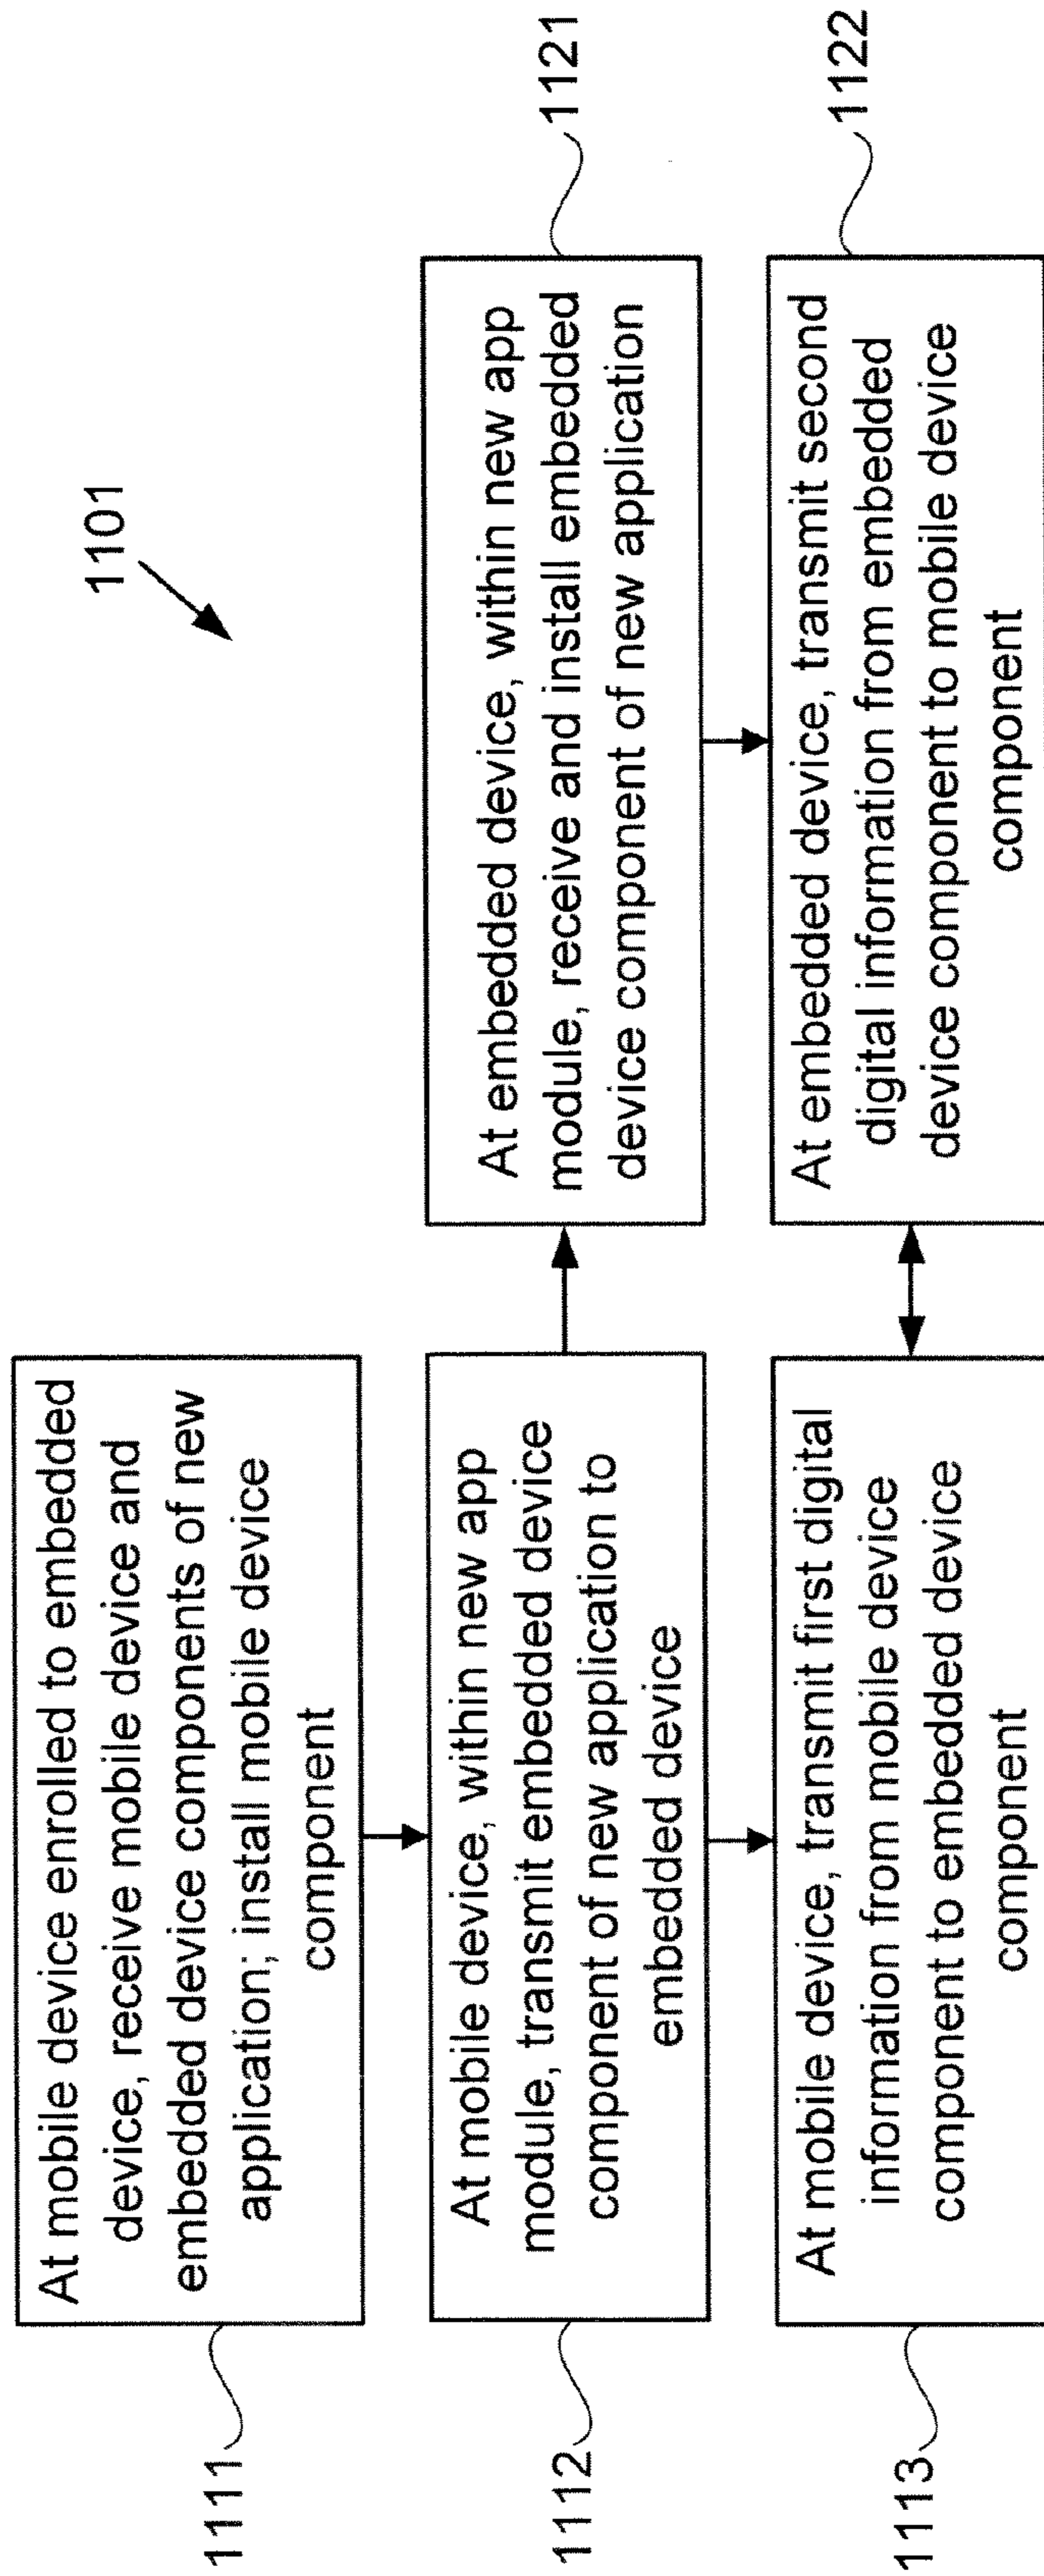 1101
1111
At mobile device enrolled to embedded
device, receive mobile device and
embedded device components of new
application; install mobile device
component
1112
At mobile device, within new app
module, transmit embedded device
component of new application to
embedded device
At embedded device, within new app
module, receive and install embedded
device component of new application
1121
1113
At mobile device, transmit first digital
information from mobile device
component to embedded device
component
At embedded device, transmit second
digital information from embedded
device component to mobile device
component
1122